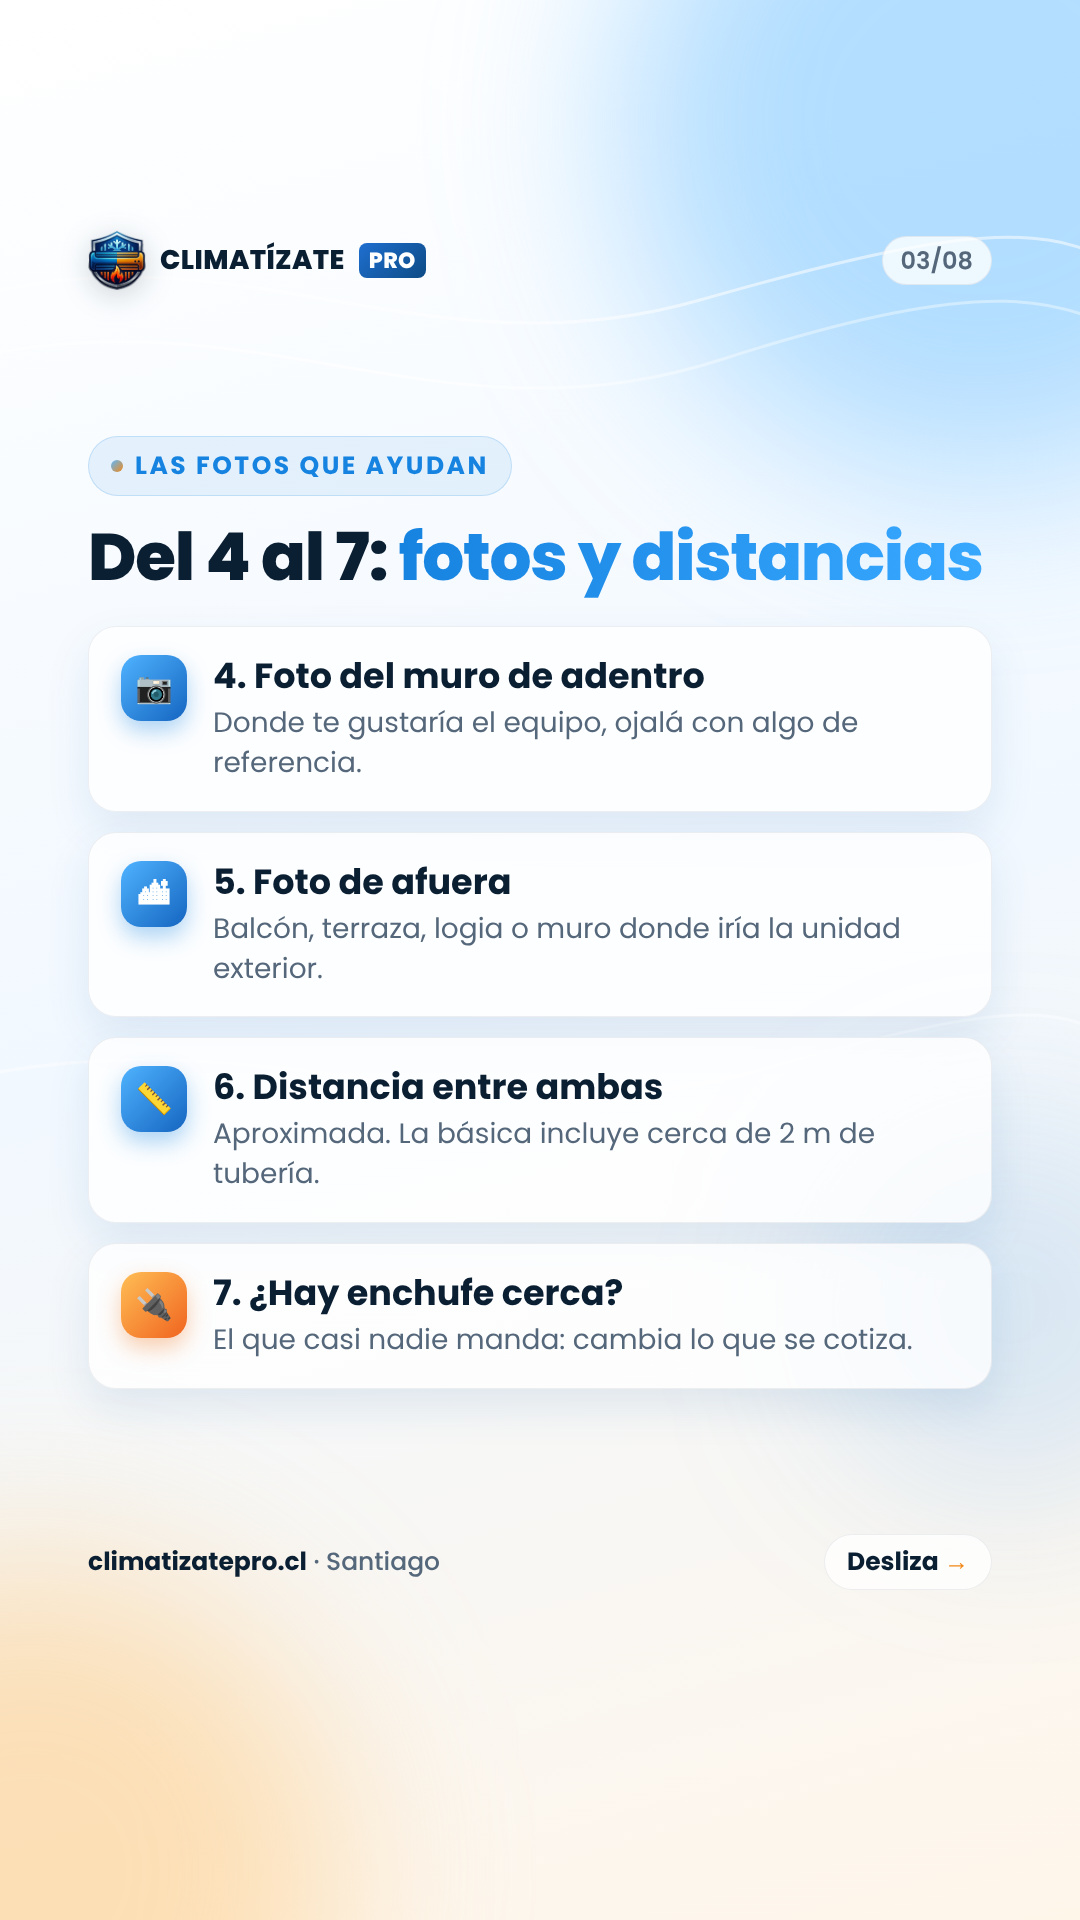 CLIMATÍZATE PRO
03/08
LAS FOTOS QUE AYUDAN
Del 4 al 7: fotos y distancias
4. Foto del muro de adentro
Donde te gustaría el equipo, ojalá con algo de
referencia.
5. Foto de afuera
Balcón, terraza, logia o muro donde iría la unidad
exterior.
6. Distancia entre ambas
Aproximada. La básica incluye cerca de 2 m de
tubería.
7. ¿Hay enchufe cerca?
El que casi nadie manda: cambia lo que se cotiza.
climatizatepro.cl · Santiago
Desliza →